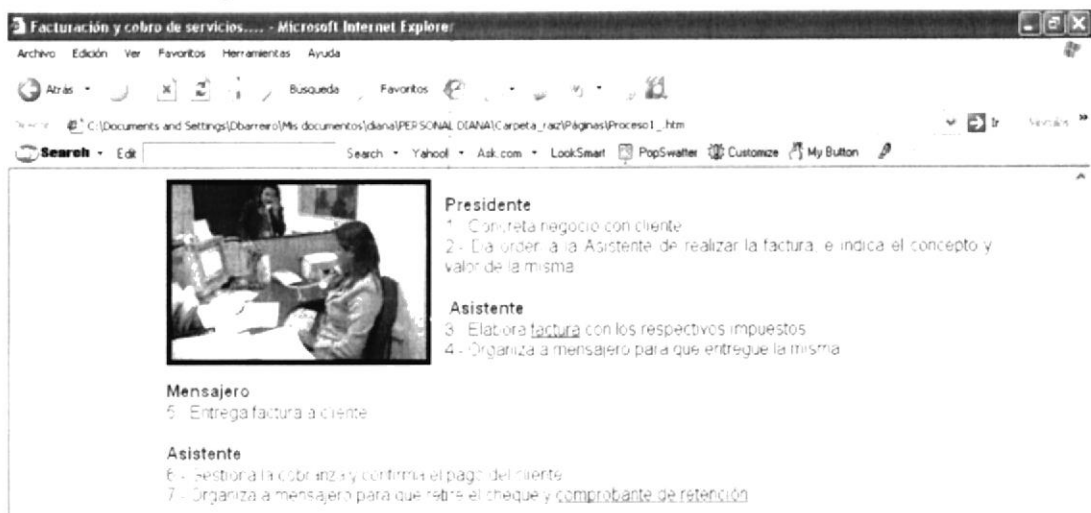 Facturación y cobro de servicios.... - Microsoft Internet Explorer
Archivo Edición Ver Favoritos Herramientas Ayuda
Atrás Búsqueda Favoritos
C:\Documents and Settings\Dbarreiro\Mis documentos\diana\PERSONAL DIANA\Carpeta_raiz\Páginas\Proceso1_.htm Ir
Search Edit Search Yahoo! Ask.com LookSmart PopSwatter Customize My Button
Presidente
1.- Concreta negocio con cliente
2.- Da orden a la Asistente de realizar la factura, e indica el concepto y
valor de la misma
Asistente
3.- Elabora factura con los respectivos impuestos
4.- Organiza a mensajero para que entregue la misma
Mensajero
5.- Entrega factura a cliente
Asistente
6.- Gestiona la cobranza y confirma el pago del cliente
7.- Organiza a mensajero para que retire el cheque y comprobante de retención